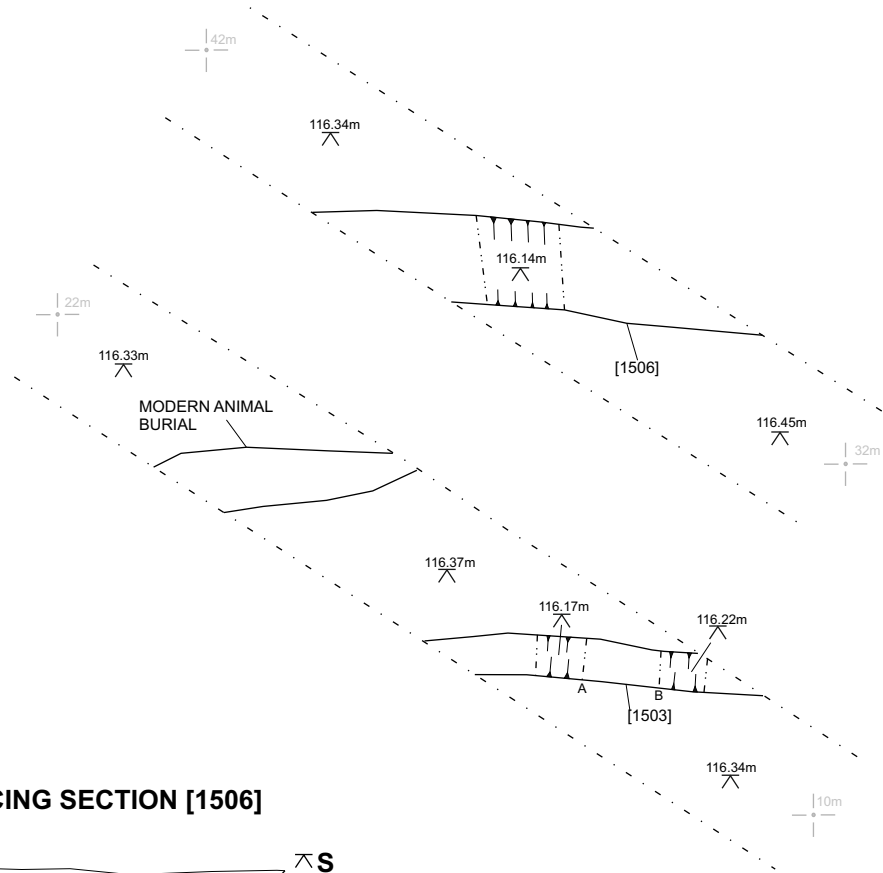 42m
116.34m
116.14m
22m
116.33m
[1506]
MODERN ANIMAL
BURIAL
116.45m
32m
116.37m
116.17m
116.22m
A
B
[1503]
116.34m
10m
CING SECTION [1506]
S